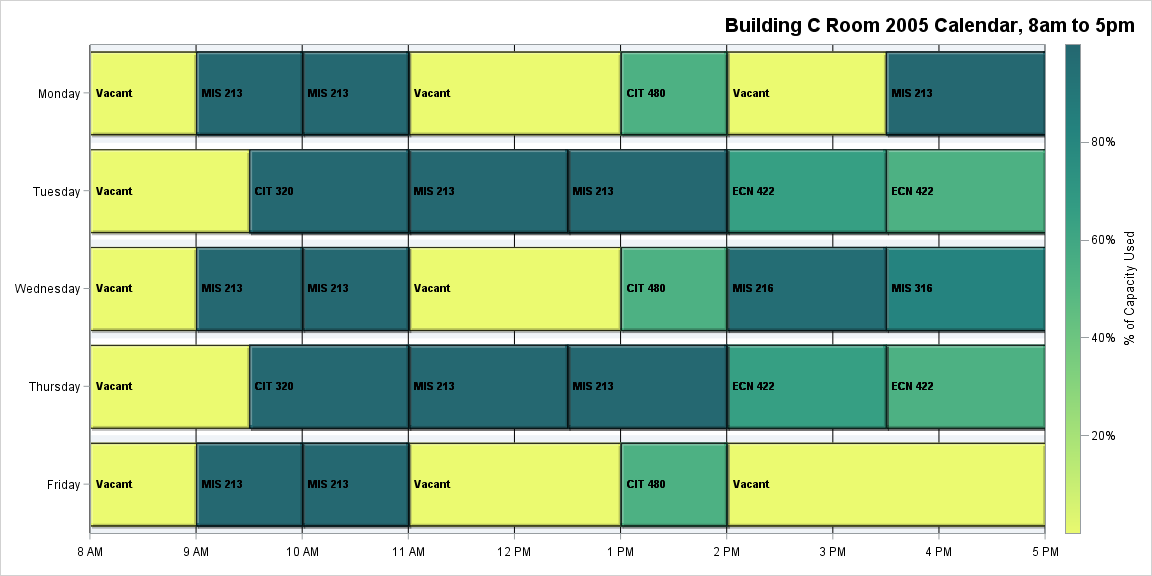 Building C Room 2005 Calendar, 8am to 5pm
Monday
Vacant
MIS 213
MIS 213
Vacant
CIT 480
Vacant
MIS 213
Tuesday
Vacant
CIT 320
MIS 213
MIS 213
ECN 422
ECN 422
Wednesday
Vacant
MIS 213
MIS 213
Vacant
CIT 480
MIS 216
MIS 316
Thursday
Vacant
CIT 320
MIS 213
MIS 213
ECN 422
ECN 422
Friday
Vacant
MIS 213
MIS 213
Vacant
CIT 480
Vacant
8 AM
9 AM
10 AM
11 AM
12 PM
1 PM
2 PM
3 PM
4 PM
5 PM
80%
60%
40%
20%
% of Capacity Used